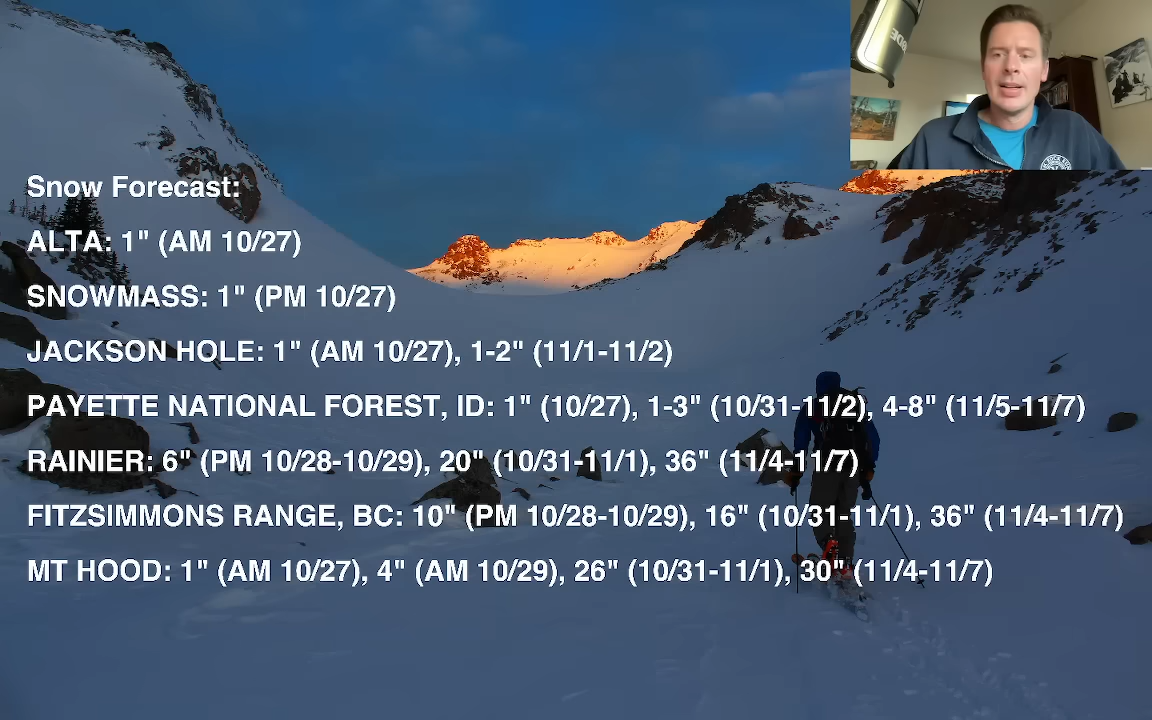 RODE
Snow Forecast:
ALTA: 1" (AM 10/27)
SNOWMASS: 1" (PM 10/27)
JACKSON HOLE: 1" (AM 10/27), 1-2" (11/1-11/2)
PAYETTE NATIONAL FOREST, ID: 1" (10/27), 1-3" (10/31-11/2), 4-8" (11/5-11/7)
RAINIER: 6" (PM 10/28-10/29), 20" (10/31-11/1), 36" (11/4-11/7)
FITZSIMMONS RANGE, BC: 10" (PM 10/28-10/29), 16" (10/31-11/1), 36" (11/4-11/7)
MT HOOD: 1" (AM 10/27), 4" (AM 10/29), 26" (10/31-11/1), 30" (11/4-11/7)